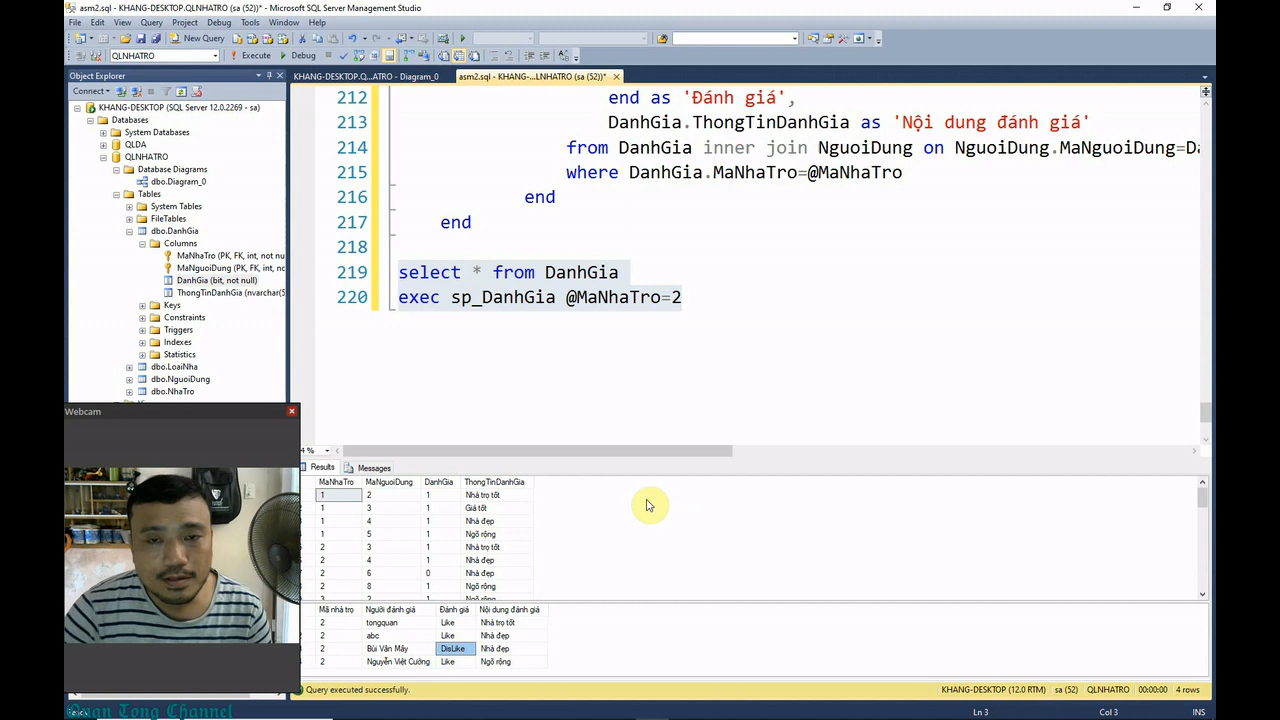 asm2.sql - KHANG-DESKTOP.QLNHATRO (sa (52))* - Microsoft SQL Server Management Studio
File Edit View Query Project Debug Tools Window Help
New Query
QLNHATRO Execute Debug
Object Explorer
KHANG-DESKTOP.Q...ATRO - Diagram_0
asm2.sql - KHANG-...LNHATRO (sa (52))*
Connect
KHANG-DESKTOP (SQL Server 12.0.2269 - sa)
Databases
System Databases
QLDA
QLNHATRO
Database Diagrams
dbo.Diagram_0
Tables
System Tables
FileTables
dbo.DanhGia
Columns
MaNhaTro (PK, FK, int, not nu
MaNguoiDung (PK, FK, int, nc
DanhGia (bit, not null)
ThongTinDanhGia (nvarchar(5
Keys
Constraints
Triggers
Indexes
Statistics
dbo.LoaiNha
dbo.NguoiDung
dbo.NhaTro
212 end as 'Đánh giá',
213 DanhGia.ThongTinDanhGia as 'Nội dung đánh giá'
214 from DanhGia inner join NguoiDung on NguoiDung.MaNguoiDung=Da
215 where DanhGia.MaNhaTro=@MaNhaTro
216 end
217 end
218
219 select * from DanhGia
220 exec sp_DanhGia @MaNhaTro=2
Webcam
4 %
Results Messages
MaNhaTro MaNguoiDung DanhGia ThongTinDanhGia
1 2 1 Nhà trọ tốt
1 3 1 Giá tốt
1 4 1 Nhà đẹp
1 5 1 Ngõ rộng
2 3 1 Nhà trọ tốt
2 4 1 Nhà đẹp
2 6 0 Nhà đẹp
2 8 1 Ngõ rộng
3 2 1 Ngõ rộng
Mã nhà trọ Người đánh giá Đánh giá Nội dung đánh giá
2 tongquan Like Nhà trọ tốt
2 abc Like Nhà đẹp
2 Bùi Văn Mây DisLike Nhà đẹp
2 Nguyễn Việt Cường Like Ngõ rộng
Query executed successfully.
KHANG-DESKTOP (12.0 RTM) sa (52) QLNHATRO 00:00:00 4 rows
Quan Tong Channel
Ln 3 Col 3 INS